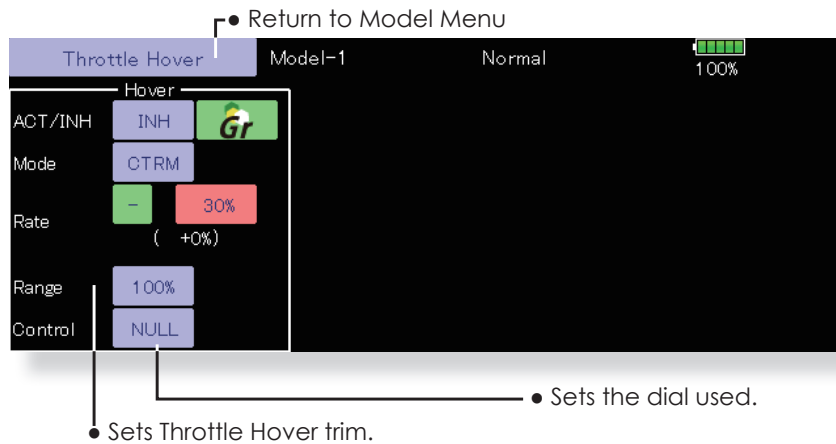 ● Return to Model Menu
Throttle Hover Model-1 Normal 100%
Hover
ACT/INH INH Gr
Mode CTRM
Rate - 30%
( +0%)
Range 100%
Control NULL
● Sets the dial used.
● Sets Throttle Hover trim.